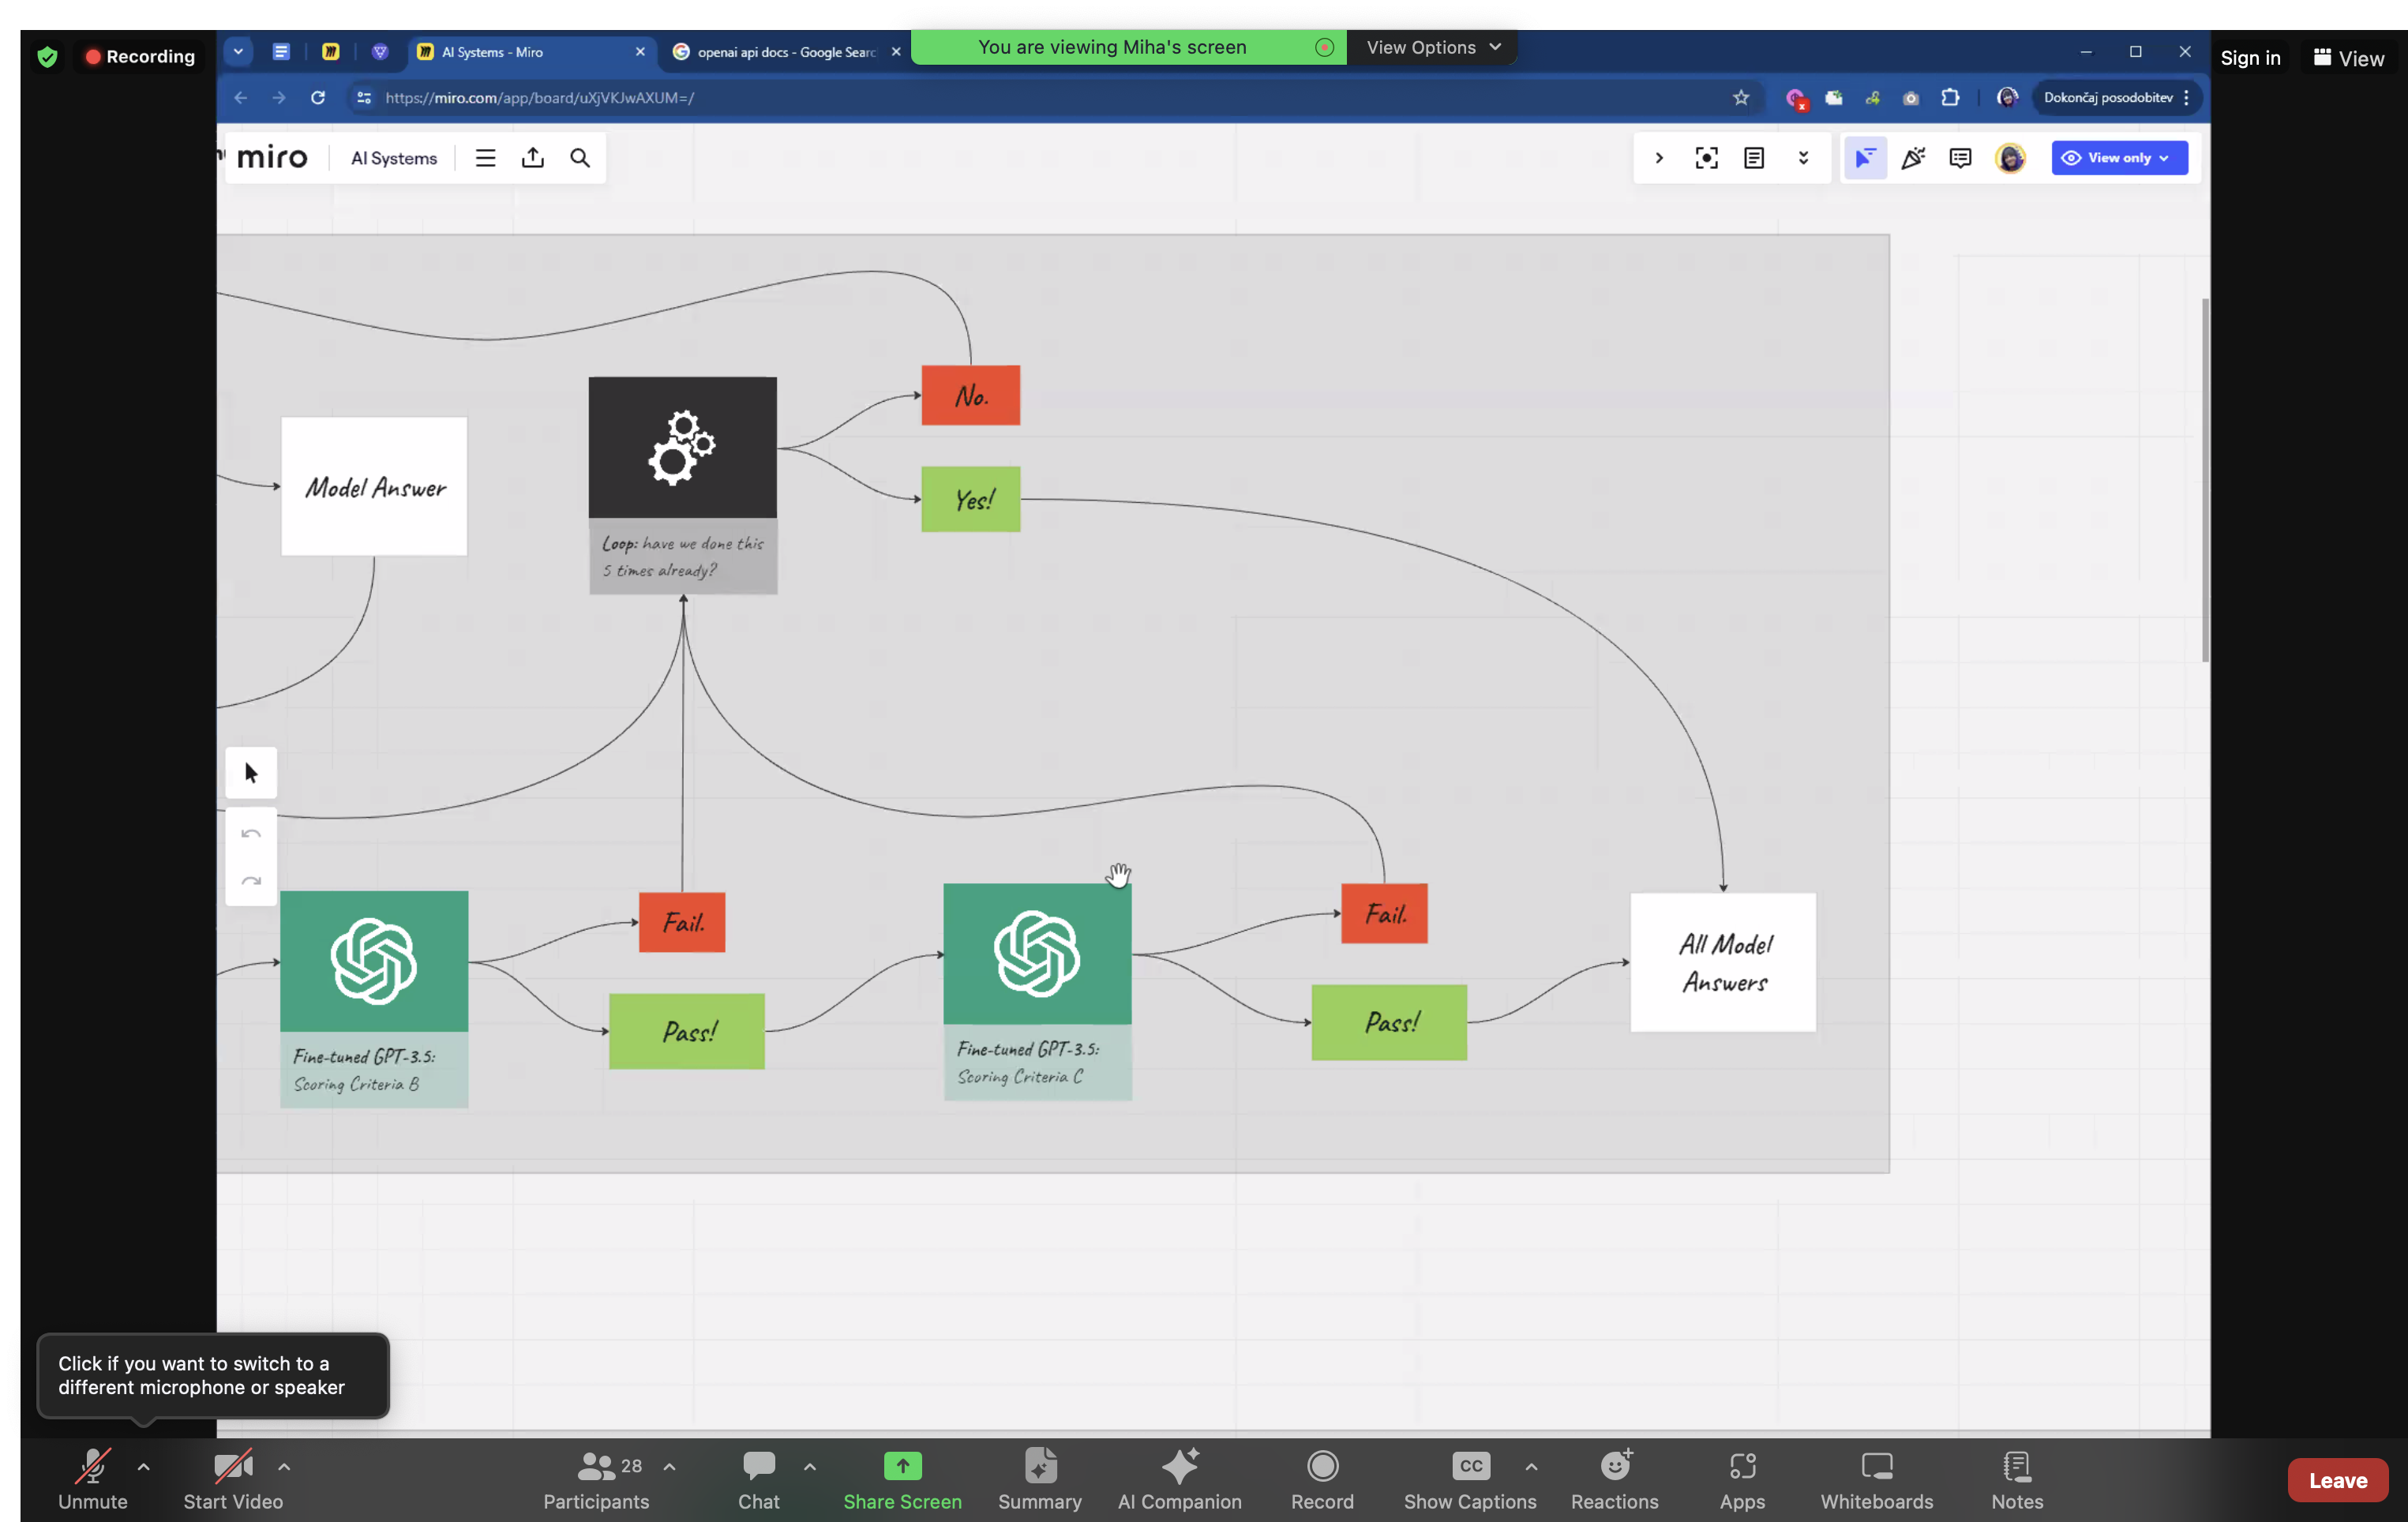 Recording
AI Systems - Miro
openai api docs - Google Searc
You are viewing Miha's screen
View Options
Sign in
View
https://miro.com/app/board/uXjVKJwAXUM=/
Dokončaj posodobitev
miro
AI Systems
View only
No.
Model Answer
Yes!
Loop: have we done this
5 times already?
Fail.
Fail.
All Model
Answers
Pass!
Pass!
Fine-tuned GPT-3.5:
Scoring Criteria B
Fine-tuned GPT-3.5:
Scoring Criteria C
Click if you want to switch to a
different microphone or speaker
28
CC
Unmute
Start Video
Participants
Chat
Share Screen
Summary
AI Companion
Record
Show Captions
Reactions
Apps
Whiteboards
Notes
Leave